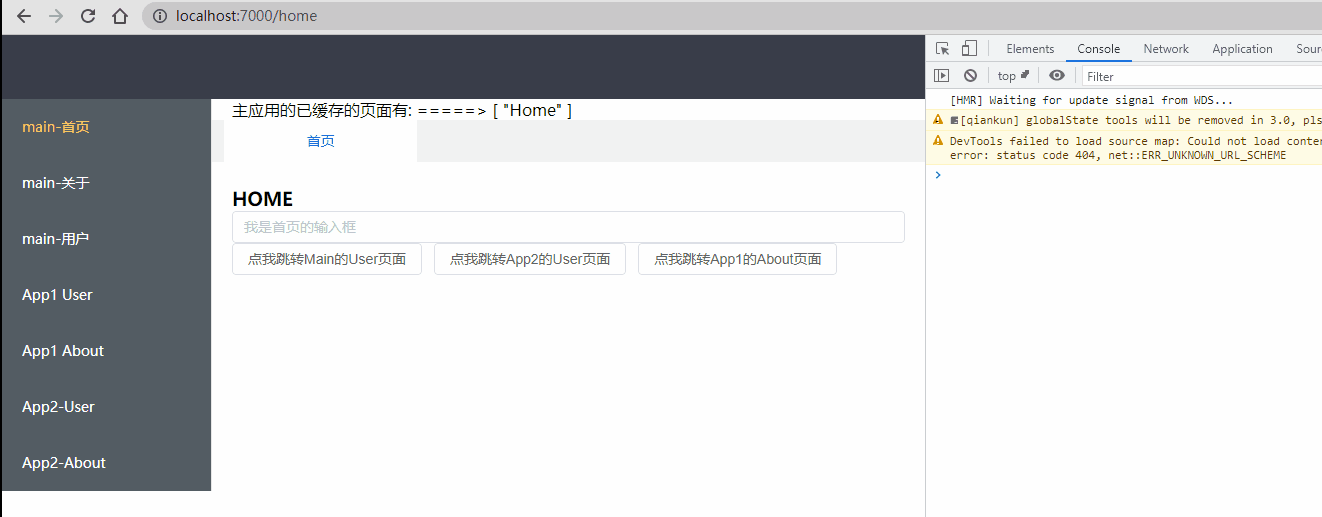 localhost:7000/home
Elements Console Network Application Sour
top Filter
主应用的已缓存的页面有: =====> [ "Home" ]
首页
main-首页
main-关于
main-用户
App1 User
App1 About
App2-User
App2-About
HOME
我是首页的输入框
点我跳转Main的User页面 点我跳转App2的User页面 点我跳转App1的About页面
[HMR] Waiting for update signal from WDS...
[qiankun] globalState tools will be removed in 3.0, pls
DevTools failed to load source map: Could not load conter
error: status code 404, net::ERR_UNKNOWN_URL_SCHEME